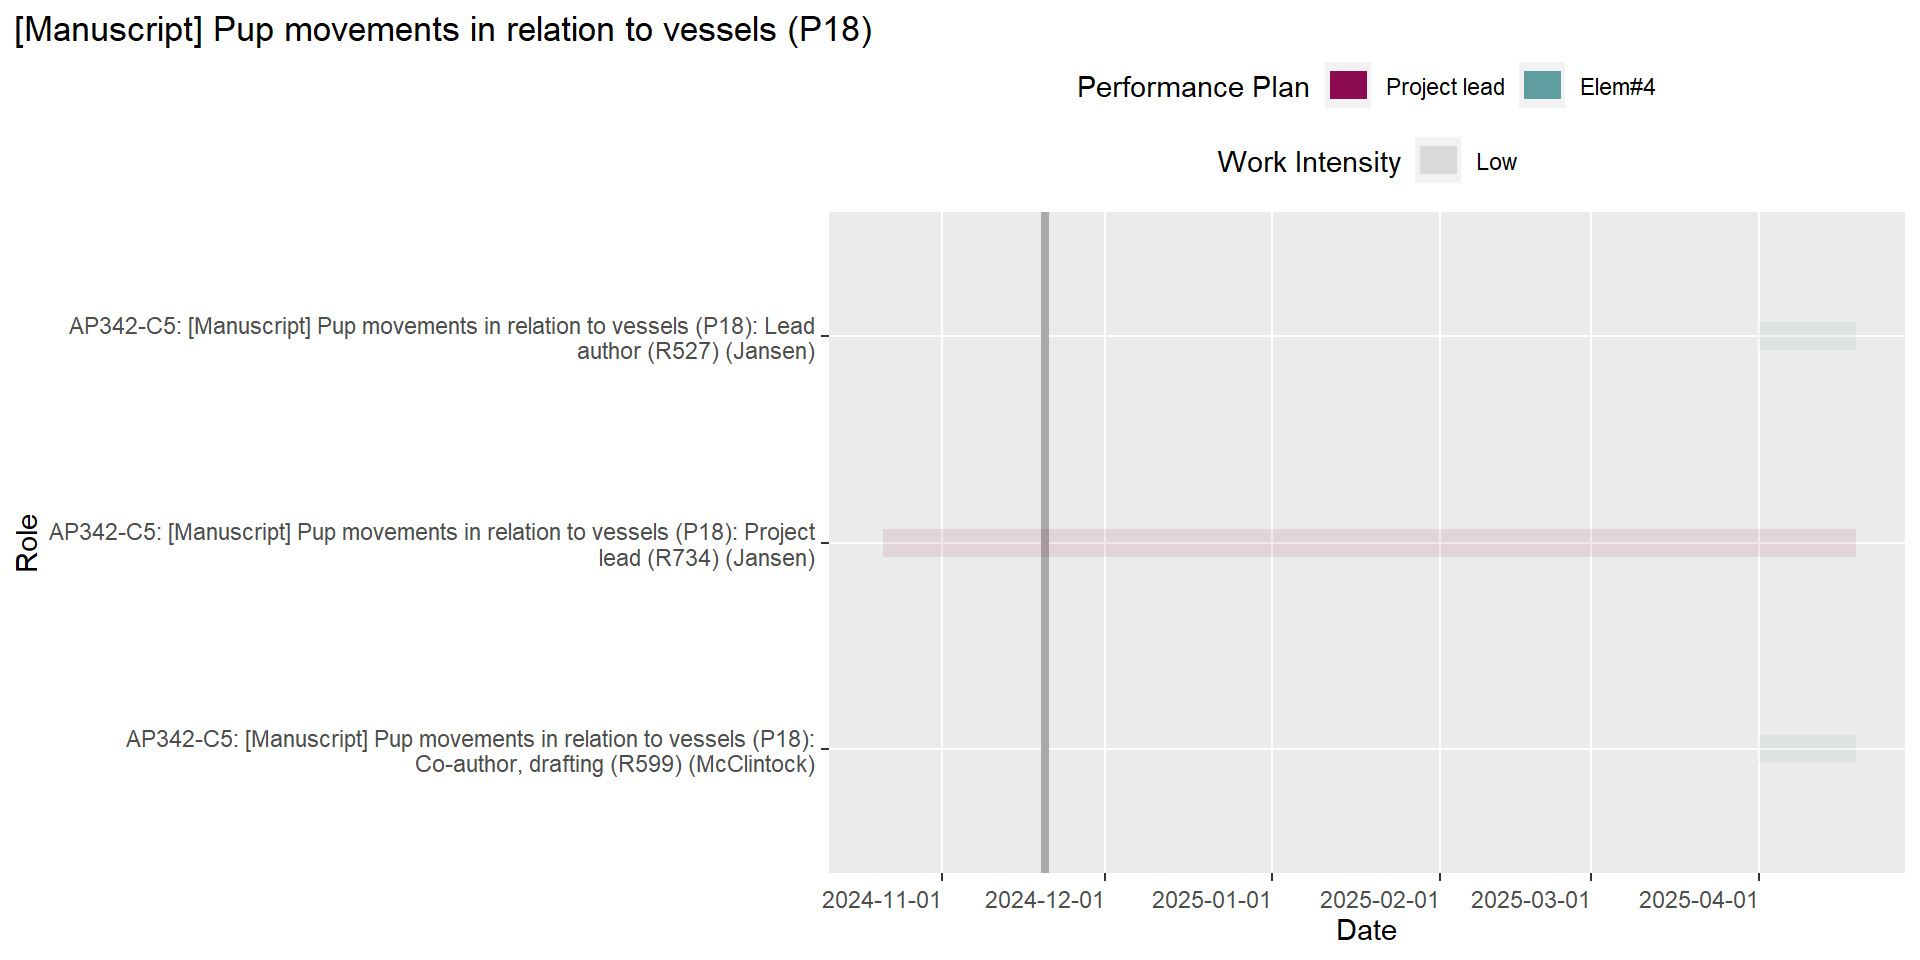 [Manuscript] Pup movements in relation to vessels (P18)
Performance Plan Project lead Elem#4
Work Intensity Low
AP342-C5: [Manuscript] Pup movements in relation to vessels (P18): Lead
author (R527) (Jansen)
Role
AP342-C5: [Manuscript] Pup movements in relation to vessels (P18): Project
lead (R734) (Jansen)
AP342-C5: [Manuscript] Pup movements in relation to vessels (P18):
Co-author, drafting (R599) (McClintock)
2024-11-01 2024-12-01 2025-01-01 2025-02-01 2025-03-01 2025-04-01
Date